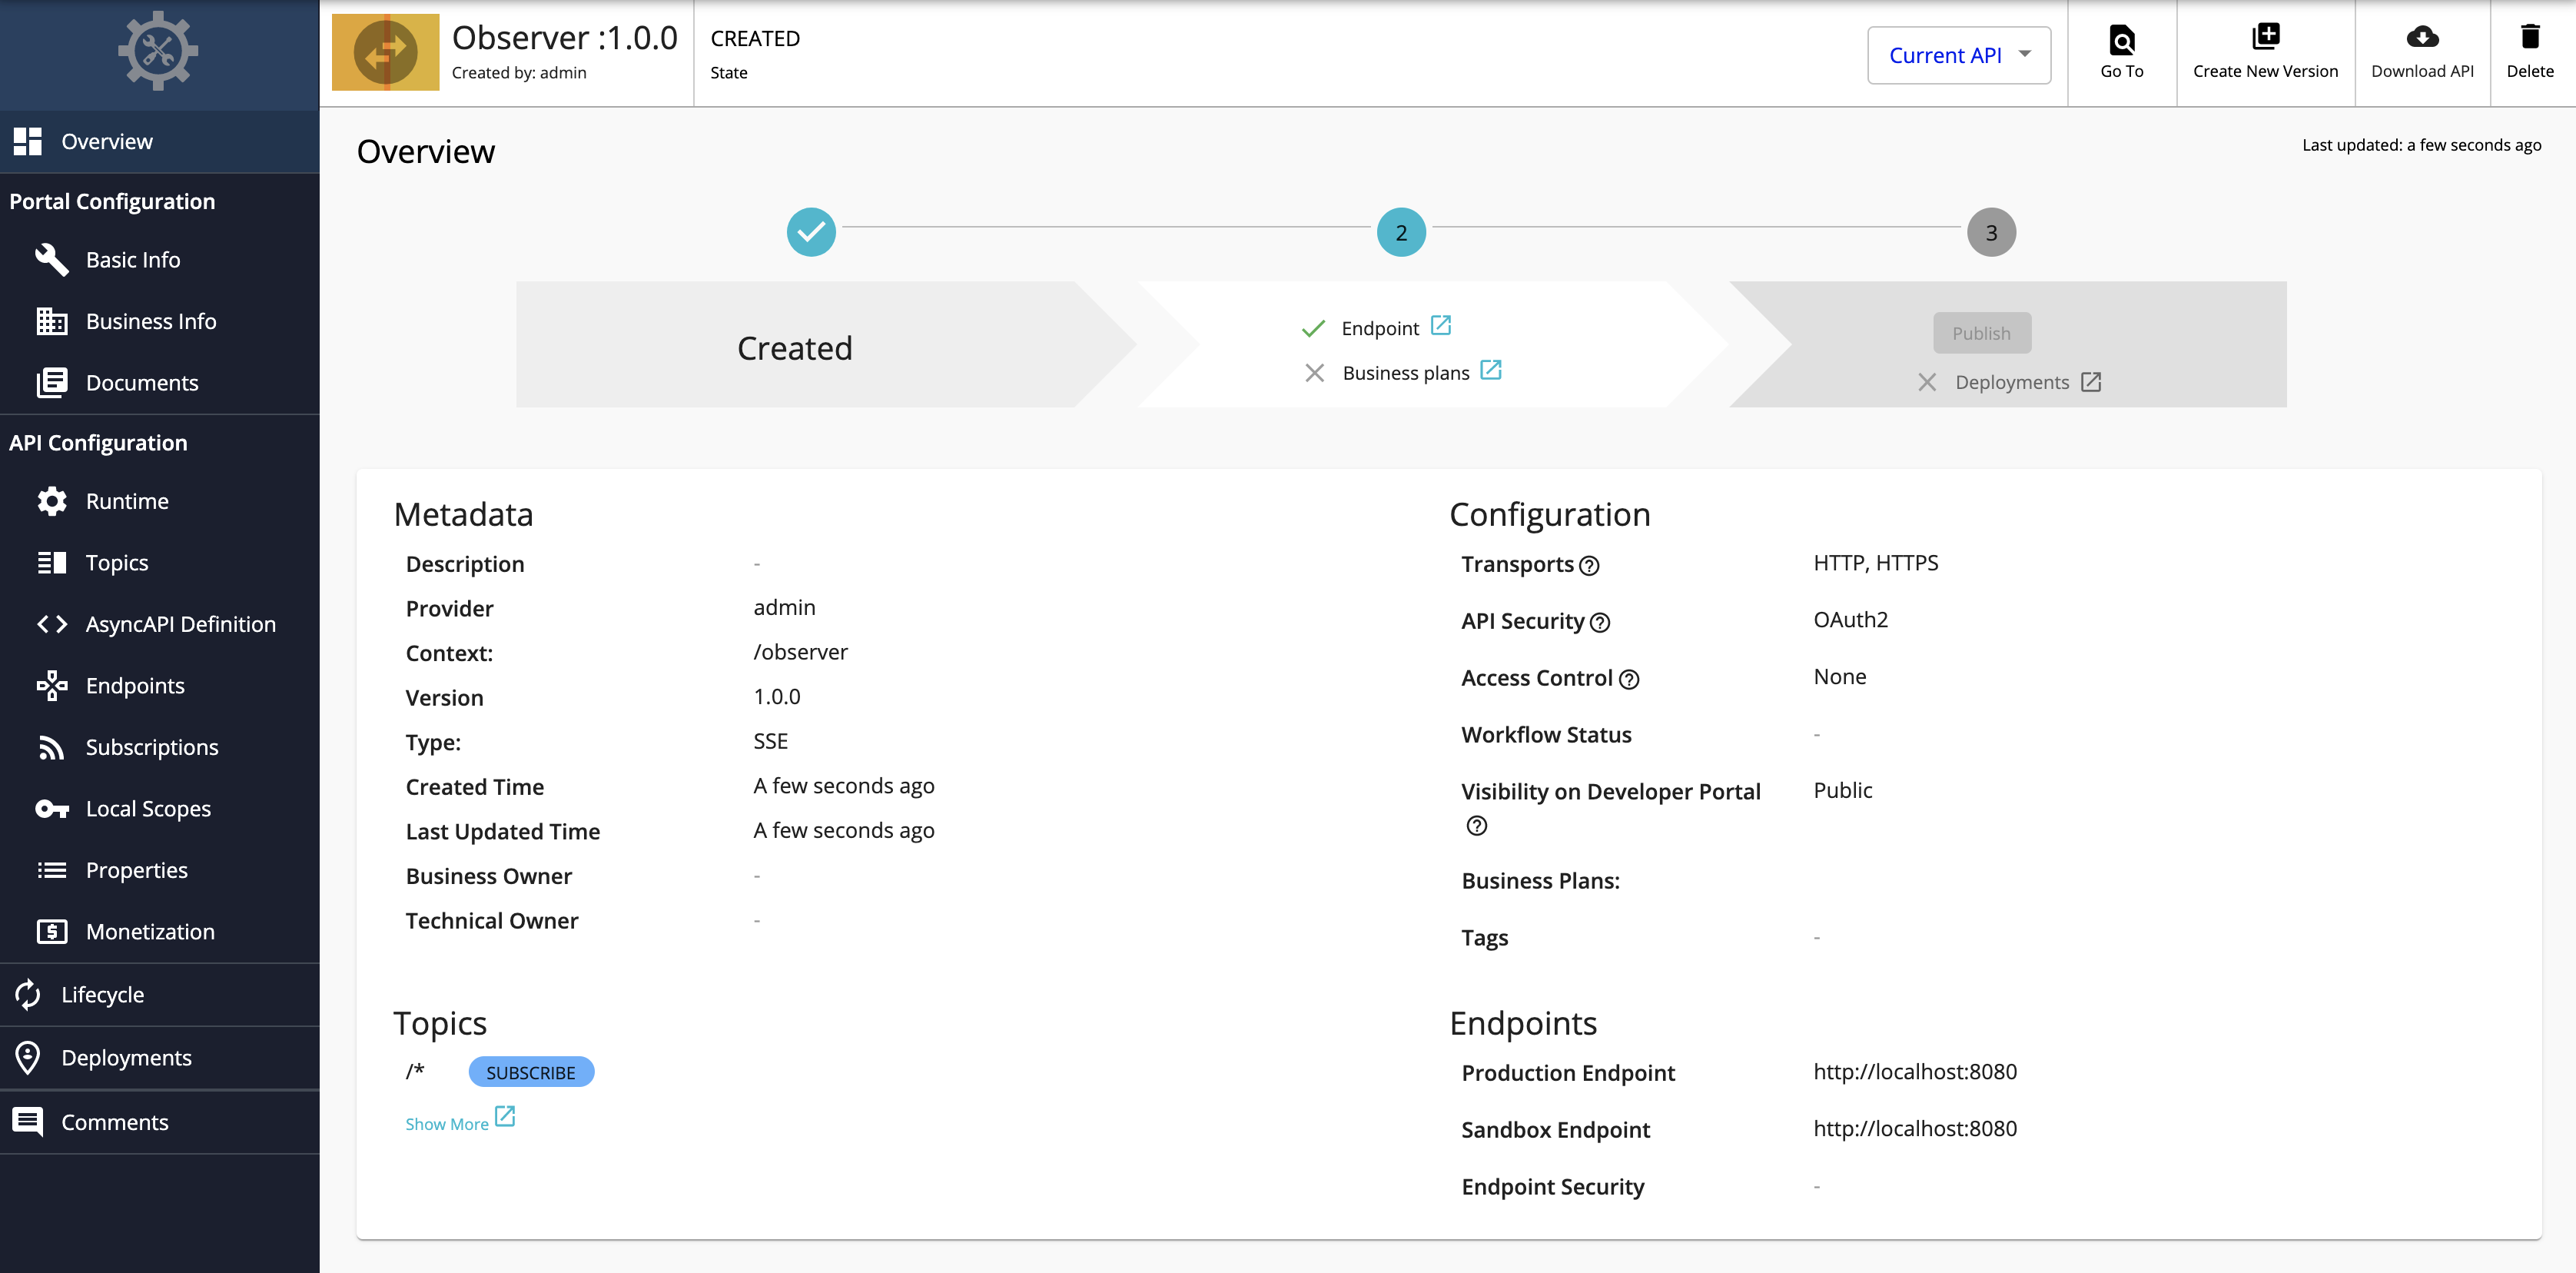 Observer :1.0.0
Created by: admin
CREATED
State
Current API
Go To
Create New Version
Download API
Delete
Overview
Portal Configuration
Basic Info
Business Info
Documents
API Configuration
Runtime
Topics
AsyncAPI Definition
Endpoints
Subscriptions
Local Scopes
Properties
Monetization
Lifecycle
Deployments
Comments
Overview
Last updated: a few seconds ago
2
3
Created
Endpoint
Business plans
Publish
Deployments
Metadata
Description -
Provider admin
Context: /observer
Version 1.0.0
Type: SSE
Created Time A few seconds ago
Last Updated Time A few seconds ago
Business Owner -
Technical Owner -
Configuration
Transports HTTP, HTTPS
API Security OAuth2
Access Control None
Workflow Status -
Visibility on Developer Portal Public
Business Plans:
Tags -
Topics
/* SUBSCRIBE
Show More
Endpoints
Production Endpoint http://localhost:8080
Sandbox Endpoint http://localhost:8080
Endpoint Security -